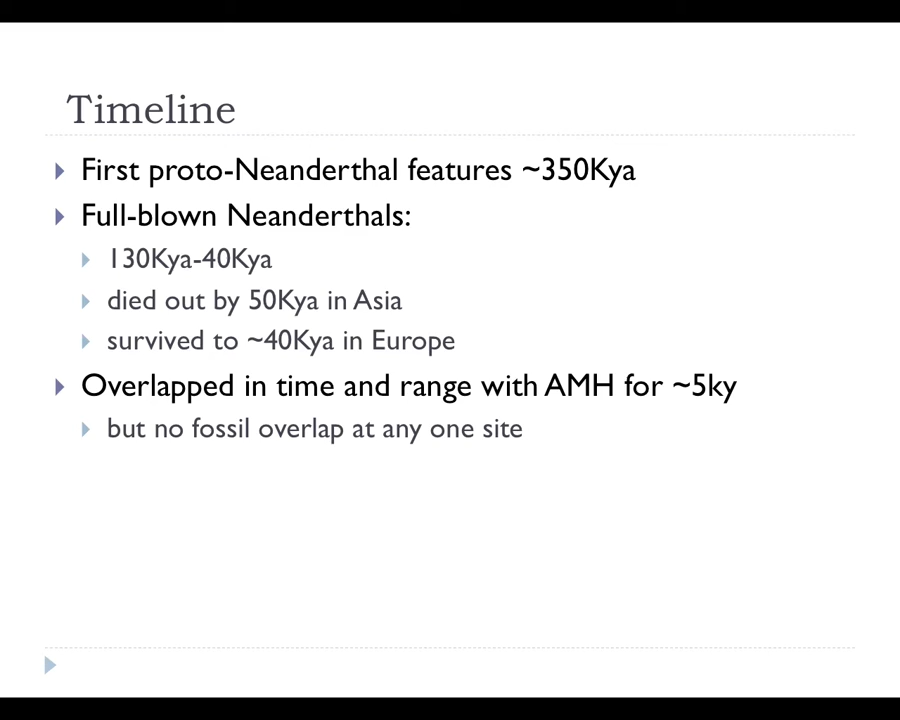 Timeline
First proto-Neanderthal features ~350Kya
Full-blown Neanderthals:
130Kya-40Kya
died out by 50Kya in Asia
survived to ~40Kya in Europe
Overlapped in time and range with AMH for ~5ky
but no fossil overlap at any one site